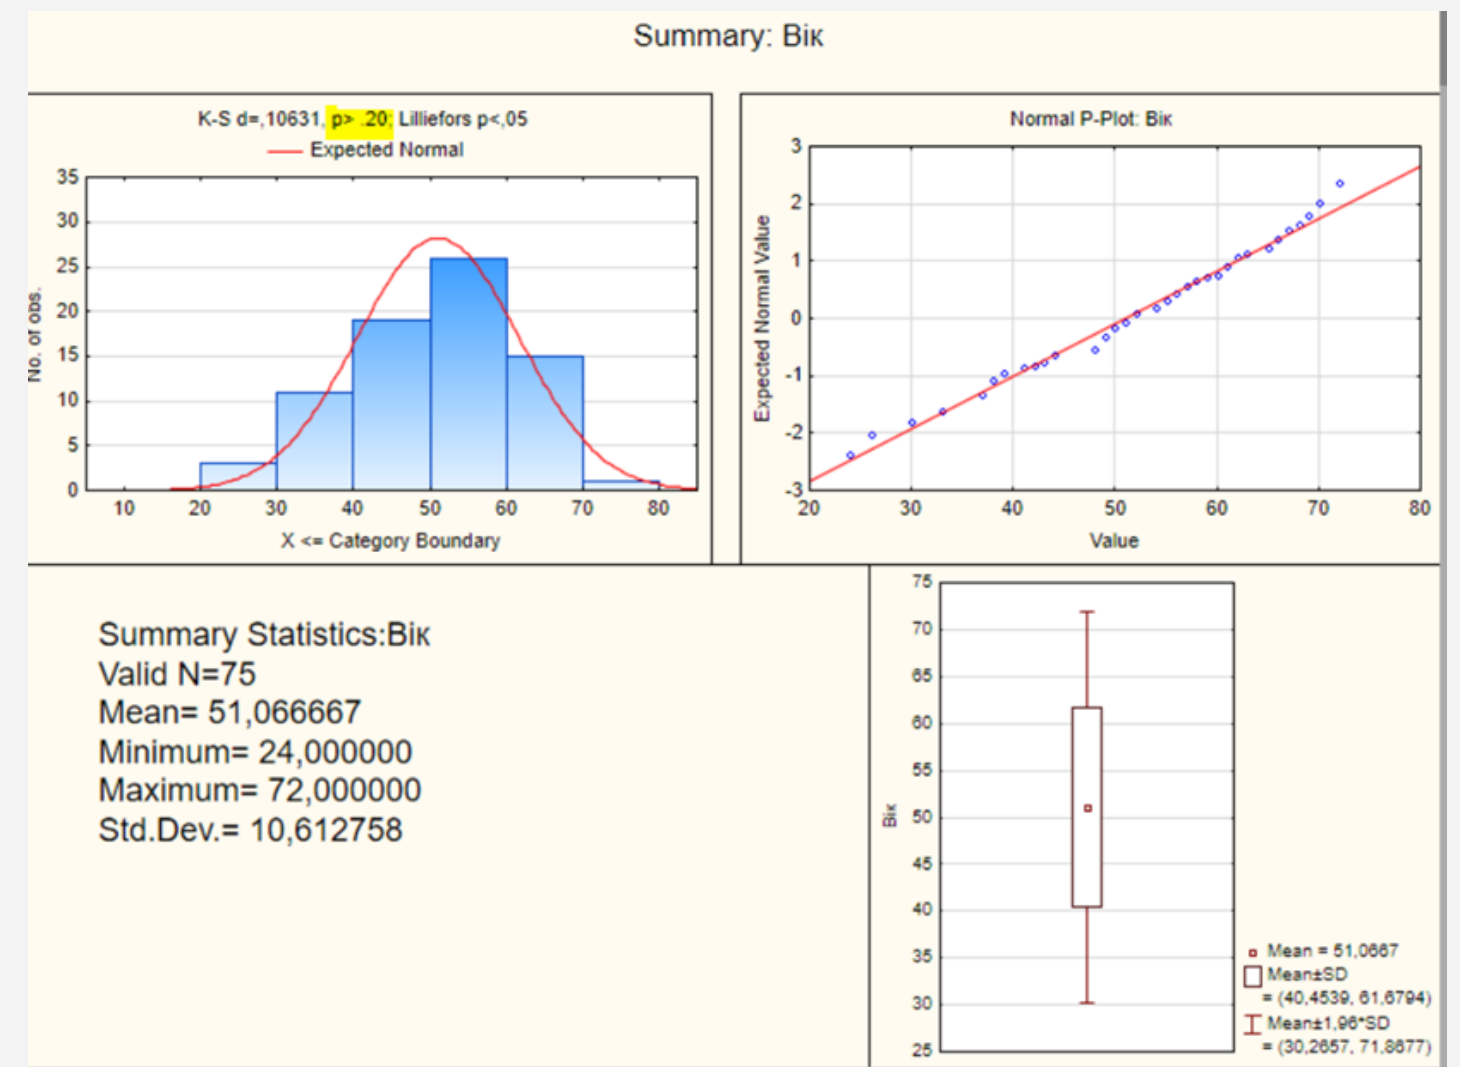 Summary: Вік
K-S d=,10631, p> .20; Lilliefors p<,05
Expected Normal
35
30
25
20
15
10
5
0
No. of obs.
10 20 30 40 50 60 70 80
X <= Category Boundary
Normal P-Plot: Вік
3
2
1
0
-1
-2
-3
Expected Normal Value
20 30 40 50 60 70 80
Value
Summary Statistics:Вік
Valid N=75
Mean= 51,066667
Minimum= 24,000000
Maximum= 72,000000
Std.Dev.= 10,612758
75
70
65
60
55
50
45
40
35
30
25
Вік
Mean = 51,0667
Mean±SD
= (40,4539, 61,6794)
Mean±1,96*SD
= (30,2657, 71,8677)